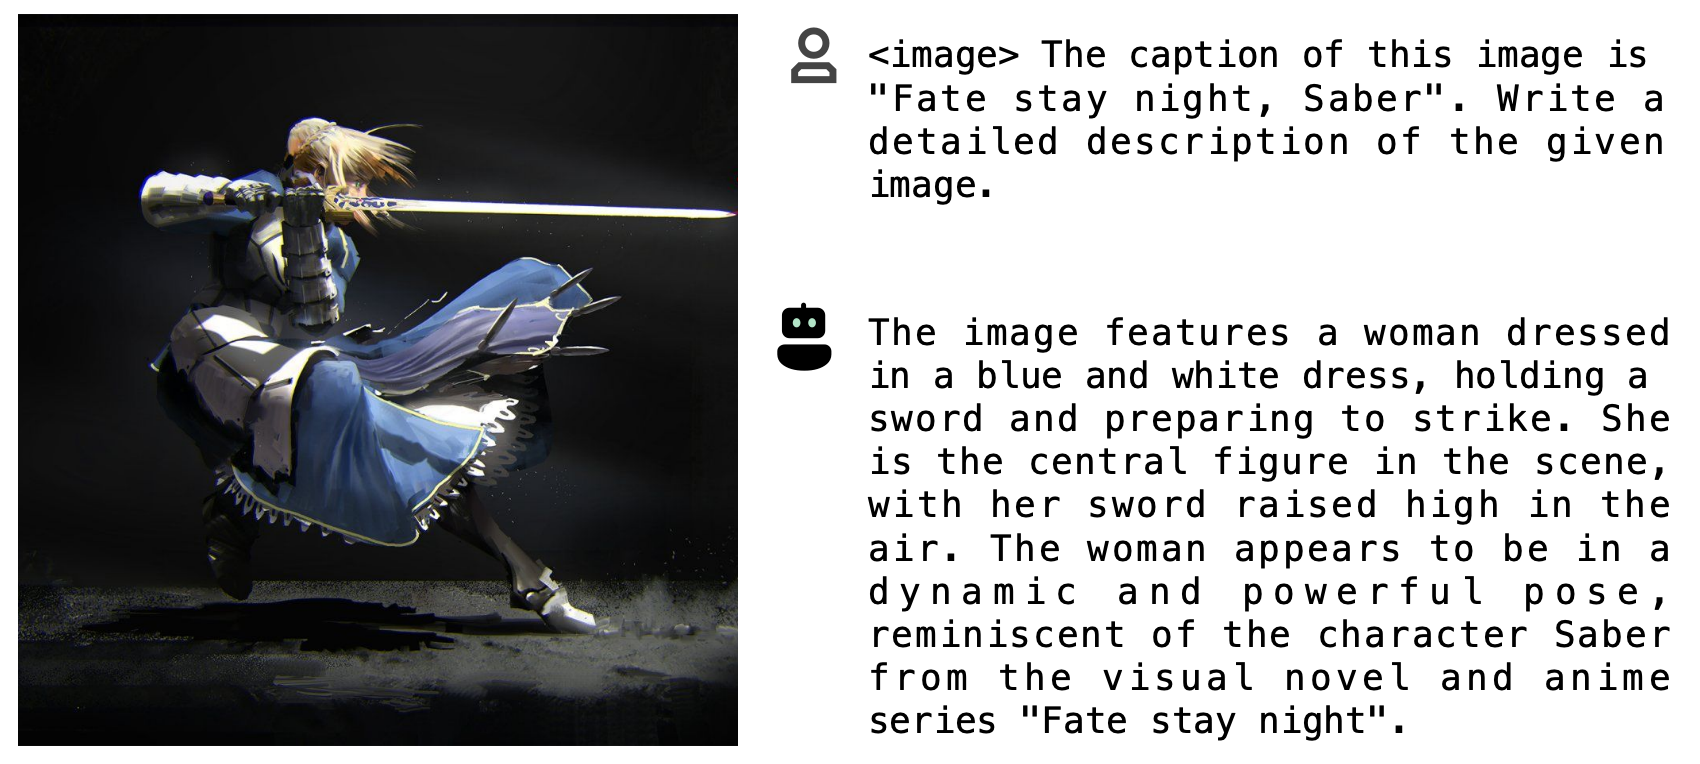 <image> The caption of this image is
"Fate stay night, Saber". Write a
detailed description of the given
image.
The image features a woman dressed
in a blue and white dress, holding a
sword and preparing to strike. She
is the central figure in the scene,
with her sword raised high in the
air. The woman appears to be in a
dynamic and powerful pose,
reminiscent of the character Saber
from the visual novel and anime
series "Fate stay night".